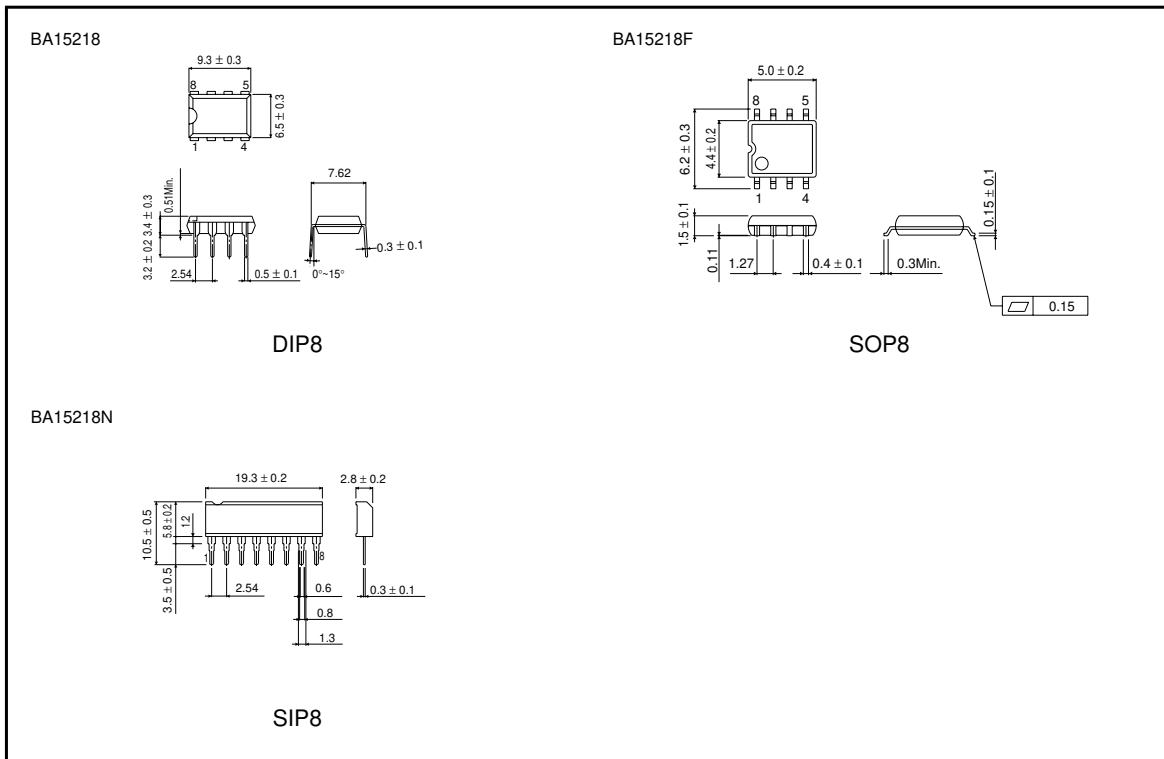 BA15218
9.3 ± 0.3
8 5
6.5 ± 0.3
1 4
0.51Min.
3.2 ± 0.2 3.4 ± 0.3
7.62
0.3 ± 0.1
2.54
0.5 ± 0.1
0°~15°
DIP8
BA15218F
5.0 ± 0.2
8 5
6.2 ± 0.3
4.4 ± 0.2
1 4
1.5 ± 0.1
0.11
1.27
0.4 ± 0.1
0.3Min.
0.15 ± 0.1
0.15
SOP8
BA15218N
19.3 ± 0.2
2.8 ± 0.2
10.5 ± 0.5
5.8 ± 0.2
1.2
1 8
3.5 ± 0.5
2.54
0.6
0.3 ± 0.1
0.8
1.3
SIP8